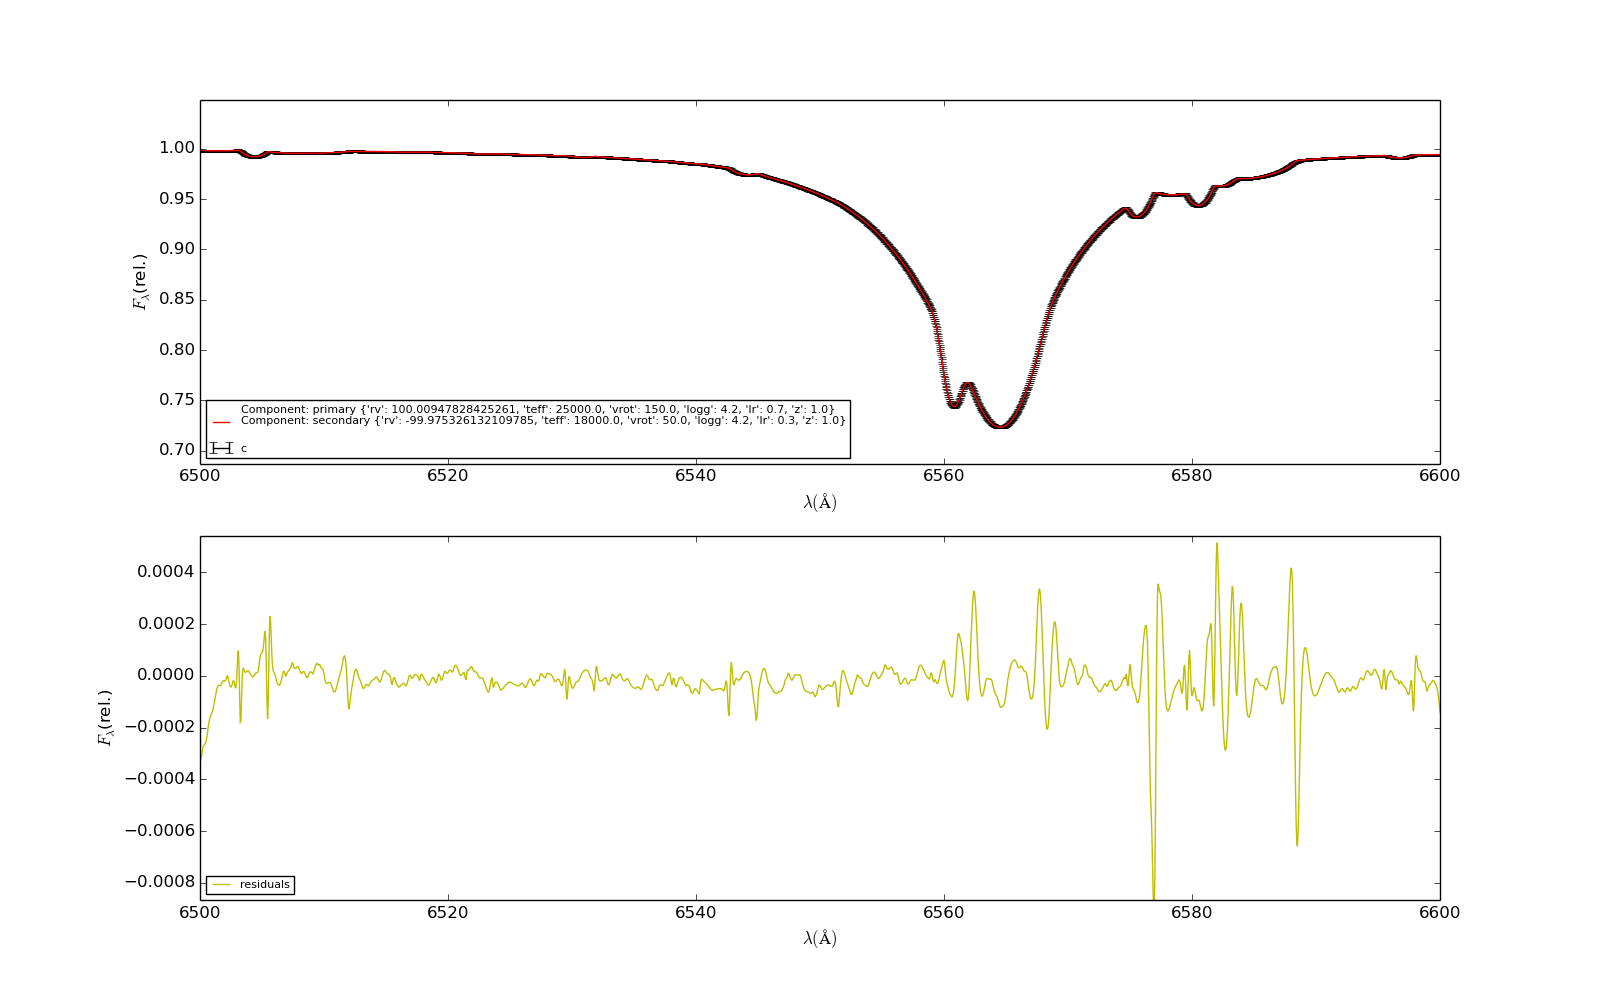 1.00
0.95
0.90
0.85
0.80
0.75
0.70
Fλ(rel.)
Component: primary {'rv': 100.00947828425261, 'teff': 25000.0, 'vrot': 150.0, 'logg': 4.2, 'lr': 0.7, 'z': 1.0}
Component: secondary {'rv': -99.975326132109785, 'teff': 18000.0, 'vrot': 50.0, 'logg': 4.2, 'lr': 0.3, 'z': 1.0}
c
6500 6520 6540 6560 6580 6600
λ(Å)
0.0004
0.0002
0.0000
−0.0002
−0.0004
−0.0006
−0.0008
Fλ(rel.)
residuals
6500 6520 6540 6560 6580 6600
λ(Å)